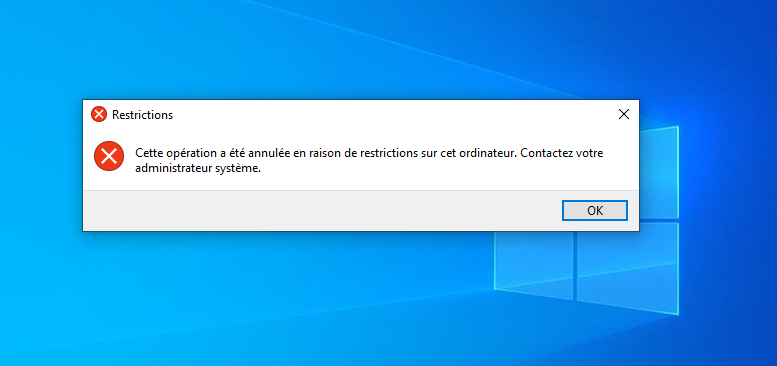 Restrictions
Cette opération a été annulée en raison de restrictions sur cet ordinateur. Contactez votre
administrateur système.
OK